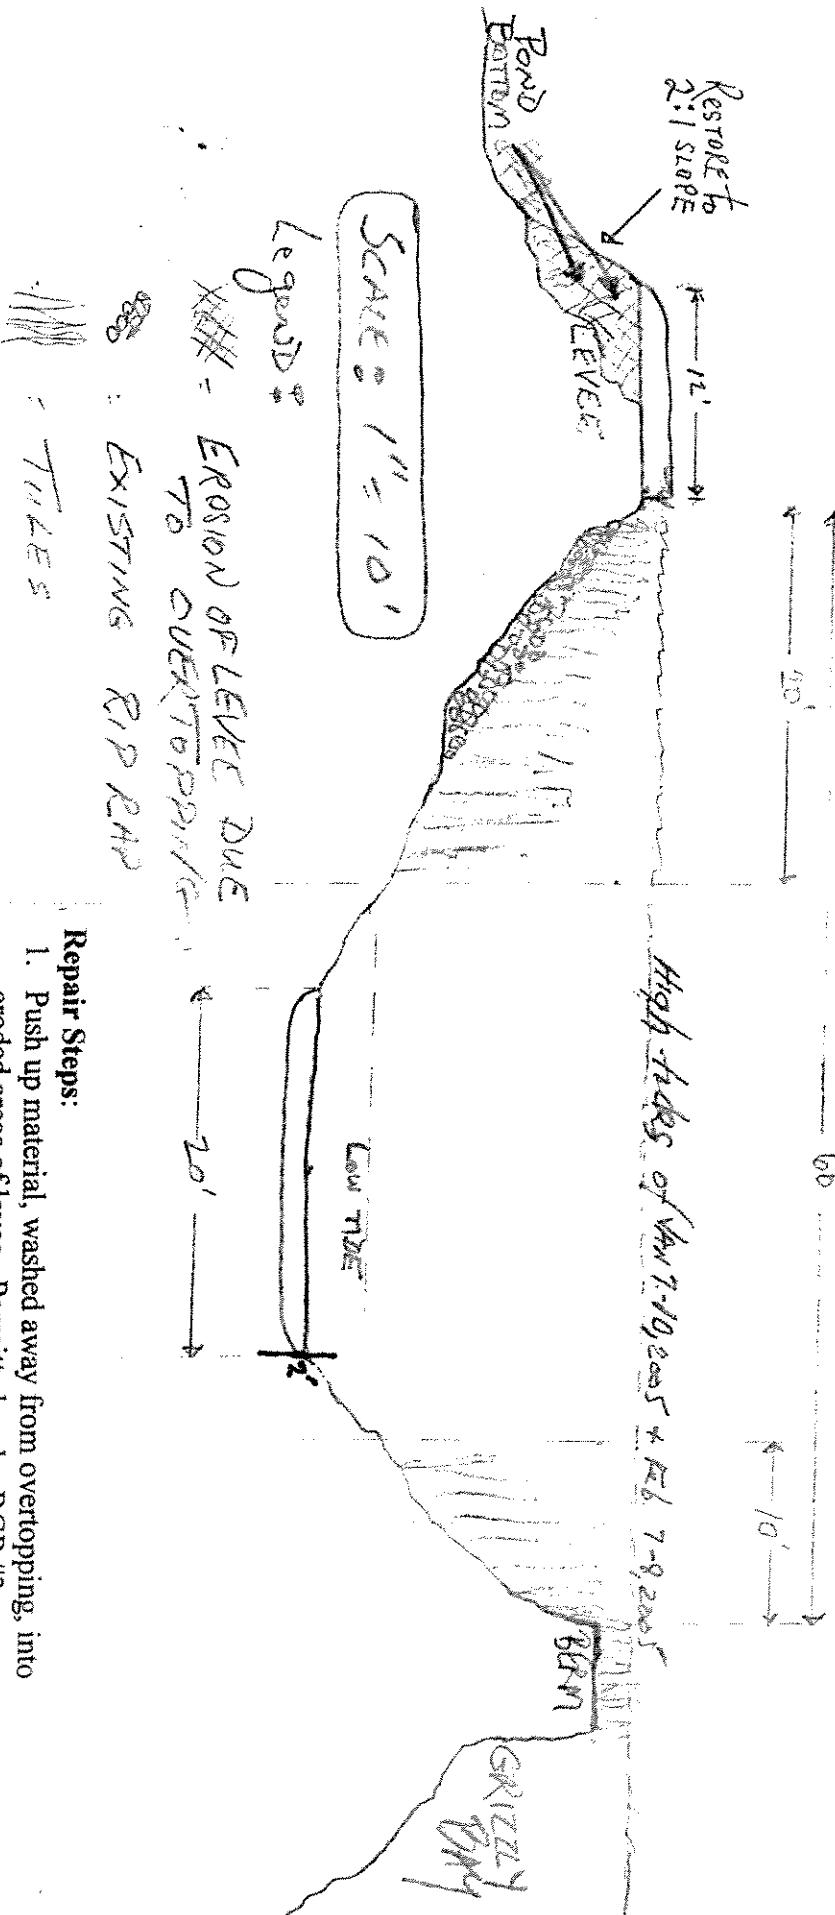 RESTORE to
2:1 SLOPE
POND
BOTTOM
LEVEE
12'
20'
60
High tides of JAN 7-10, 2005 + Feb 7-8, 2005
10'
LOW TIDE
20'
2'
BERM
GRIZZLY
BAY
SCALE: 1" = 10'
Legend:
= EROSION OF LEVEE DUE
TO OVERTOPPING
: EXISTING RIP RAP
: TULES
Repair Steps:
1. Push up material, washed away from overtopping, into